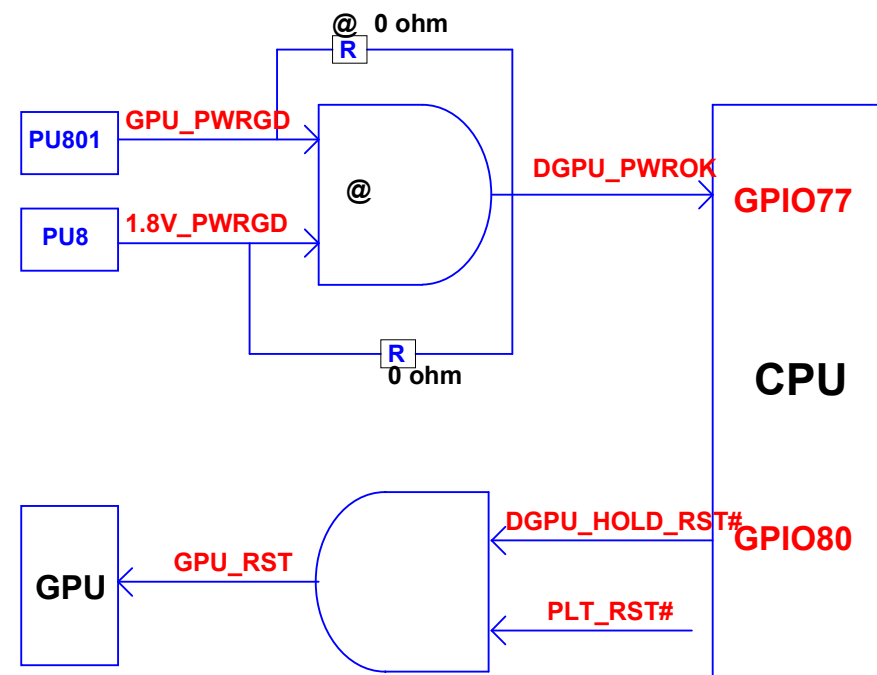 @ 0 ohm
R
PU801
GPU_PWRGD
@
DGPU_PWROK
GPIO77
PU8
1.8V_PWRGD
R
0 ohm
CPU
DGPU_HOLD_RST#
GPIO80
GPU_RST
GPU
PLT_RST#